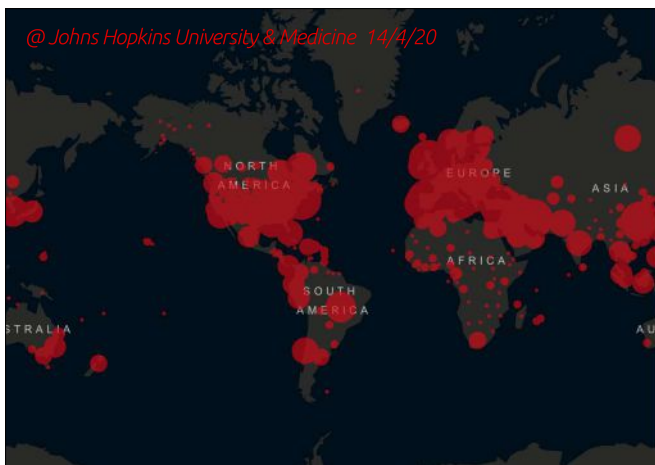 @ Johns Hopkins University & Medicine 14/4/20
NORTH
AMERICA
EUROPE
ASIA
AFRICA
SOUTH
AMERICA
STRALIA
AU